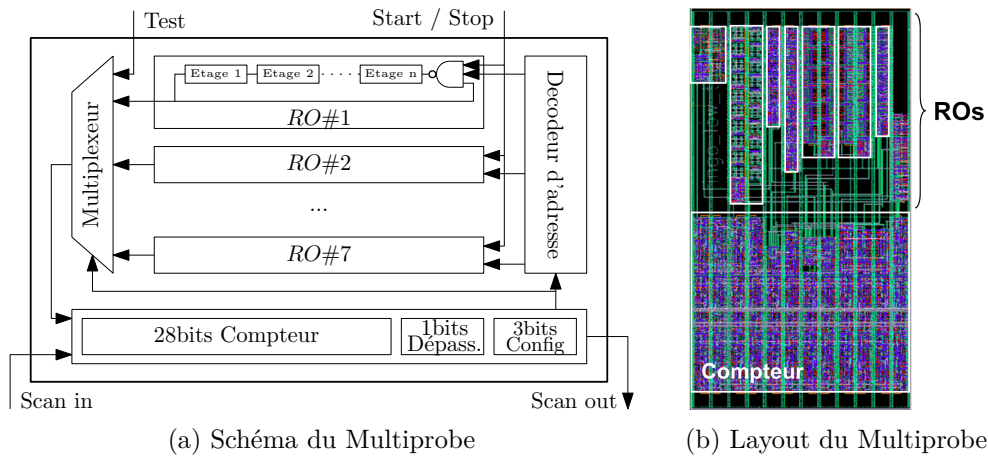 Test
Start / Stop
Multiplexeur
Etage 1
Etage 2
Etage n
RO#1
RO#2
...
RO#7
Decodeur d'adresse
28bits Compteur
1bits
Dépass.
3bits
Config
Scan in
Scan out
(a) Schéma du Multiprobe
ROs
Compteur
(b) Layout du Multiprobe